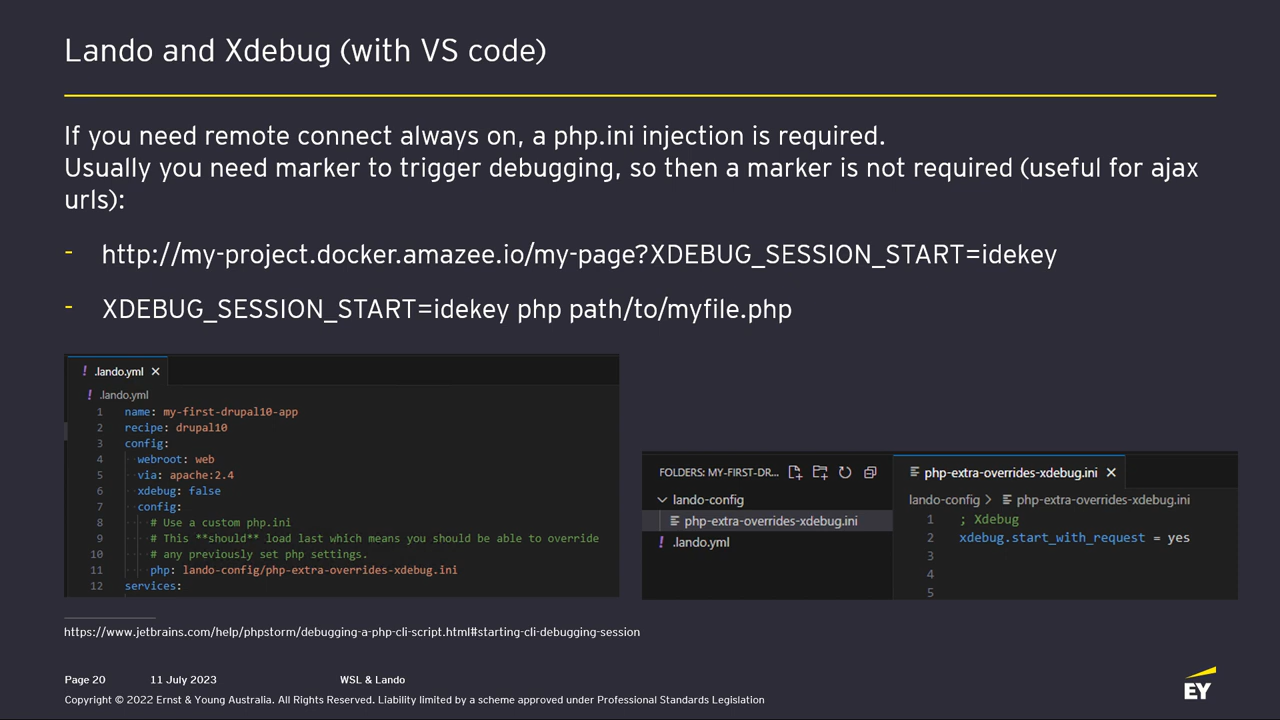 Lando and Xdebug (with VS code)
If you need remote connect always on, a php.ini injection is required.
Usually you need marker to trigger debugging, so then a marker is not required (useful for ajax
urls):
- http://my-project.docker.amazee.io/my-page?XDEBUG_SESSION_START=idekey
- XDEBUG_SESSION_START=idekey php path/to/myfile.php
! .lando.yml ×
! .lando.yml
1 name: my-first-drupal10-app
2 recipe: drupal10
3 config:
4 webroot: web
5 via: apache:2.4
6 xdebug: false
7 config:
8 # Use a custom php.ini
9 # This **should** load last which means you should be able to override
10 # any previously set php settings.
11 php: lando-config/php-extra-overrides-xdebug.ini
12 services:
FOLDERS: MY-FIRST-DR...
lando-config
php-extra-overrides-xdebug.ini
! .lando.yml
php-extra-overrides-xdebug.ini ×
lando-config > php-extra-overrides-xdebug.ini
1 ; Xdebug
2 xdebug.start_with_request = yes
3
4
5
https://www.jetbrains.com/help/phpstorm/debugging-a-php-cli-script.html#starting-cli-debugging-session
Page 20 11 July 2023 WSL & Lando
Copyright © 2022 Ernst & Young Australia. All Rights Reserved. Liability limited by a scheme approved under Professional Standards Legislation
EY